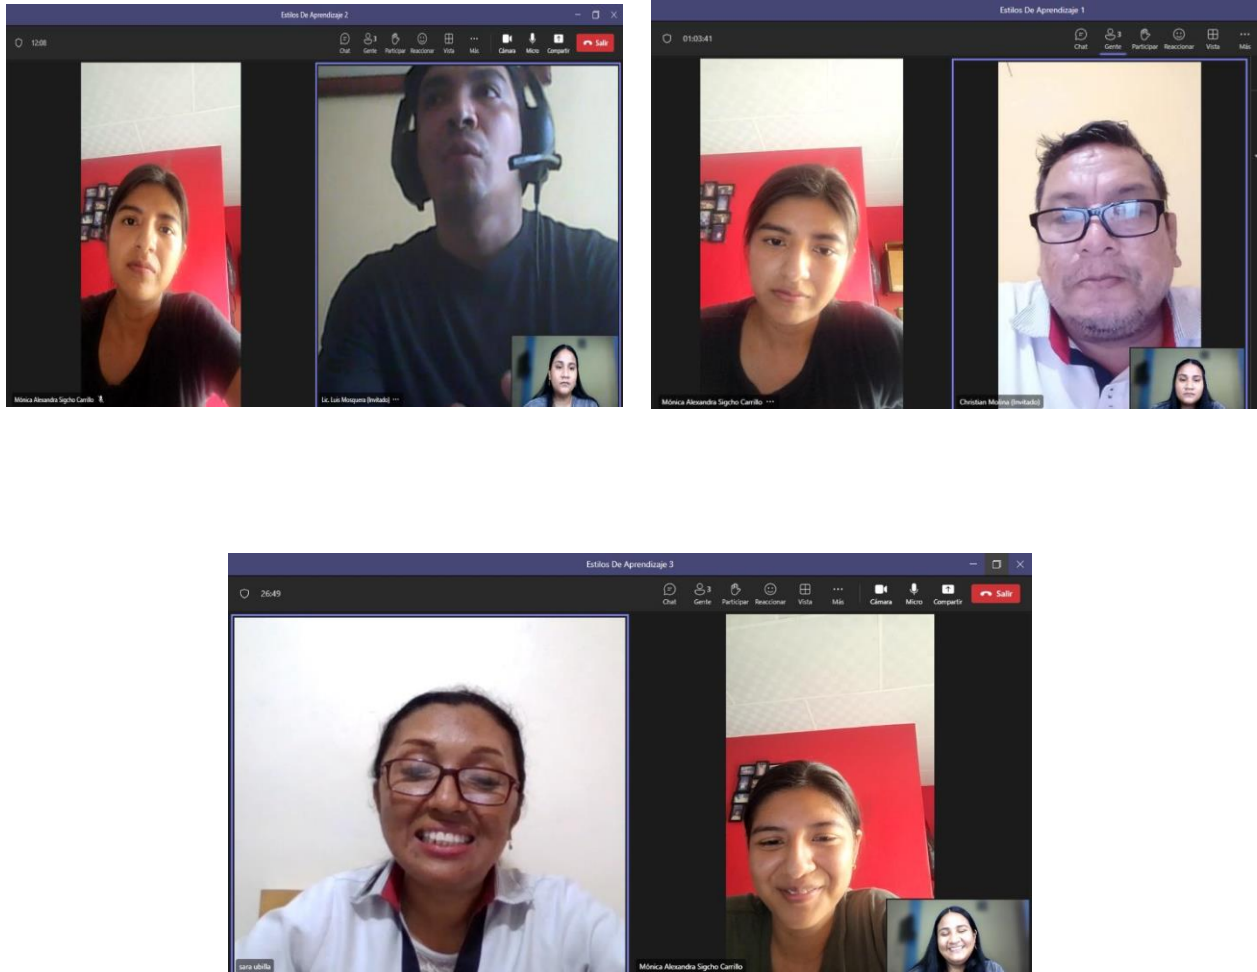 Estilos De Aprendizaje 2
12:08
Chat
3
Gente
Participar
Reaccionar
Vista
Más
Cámara
Micro
Compartir
Salir
Mónica Alexandra Sigcho Carrillo
Lic. Luis Mosquera (Invitado)
Estilos De Aprendizaje 1
01:03:41
Chat
3
Gente
Participar
Reaccionar
Vista
Más
Mónica Alexandra Sigcho Carrillo
Christian Molina (Invitado)
Estilos De Aprendizaje 3
26:49
Chat
3
Gente
Participar
Reaccionar
Vista
Más
Cámara
Micro
Compartir
Salir
sara ubilla
Mónica Alexandra Sigcho Carrillo